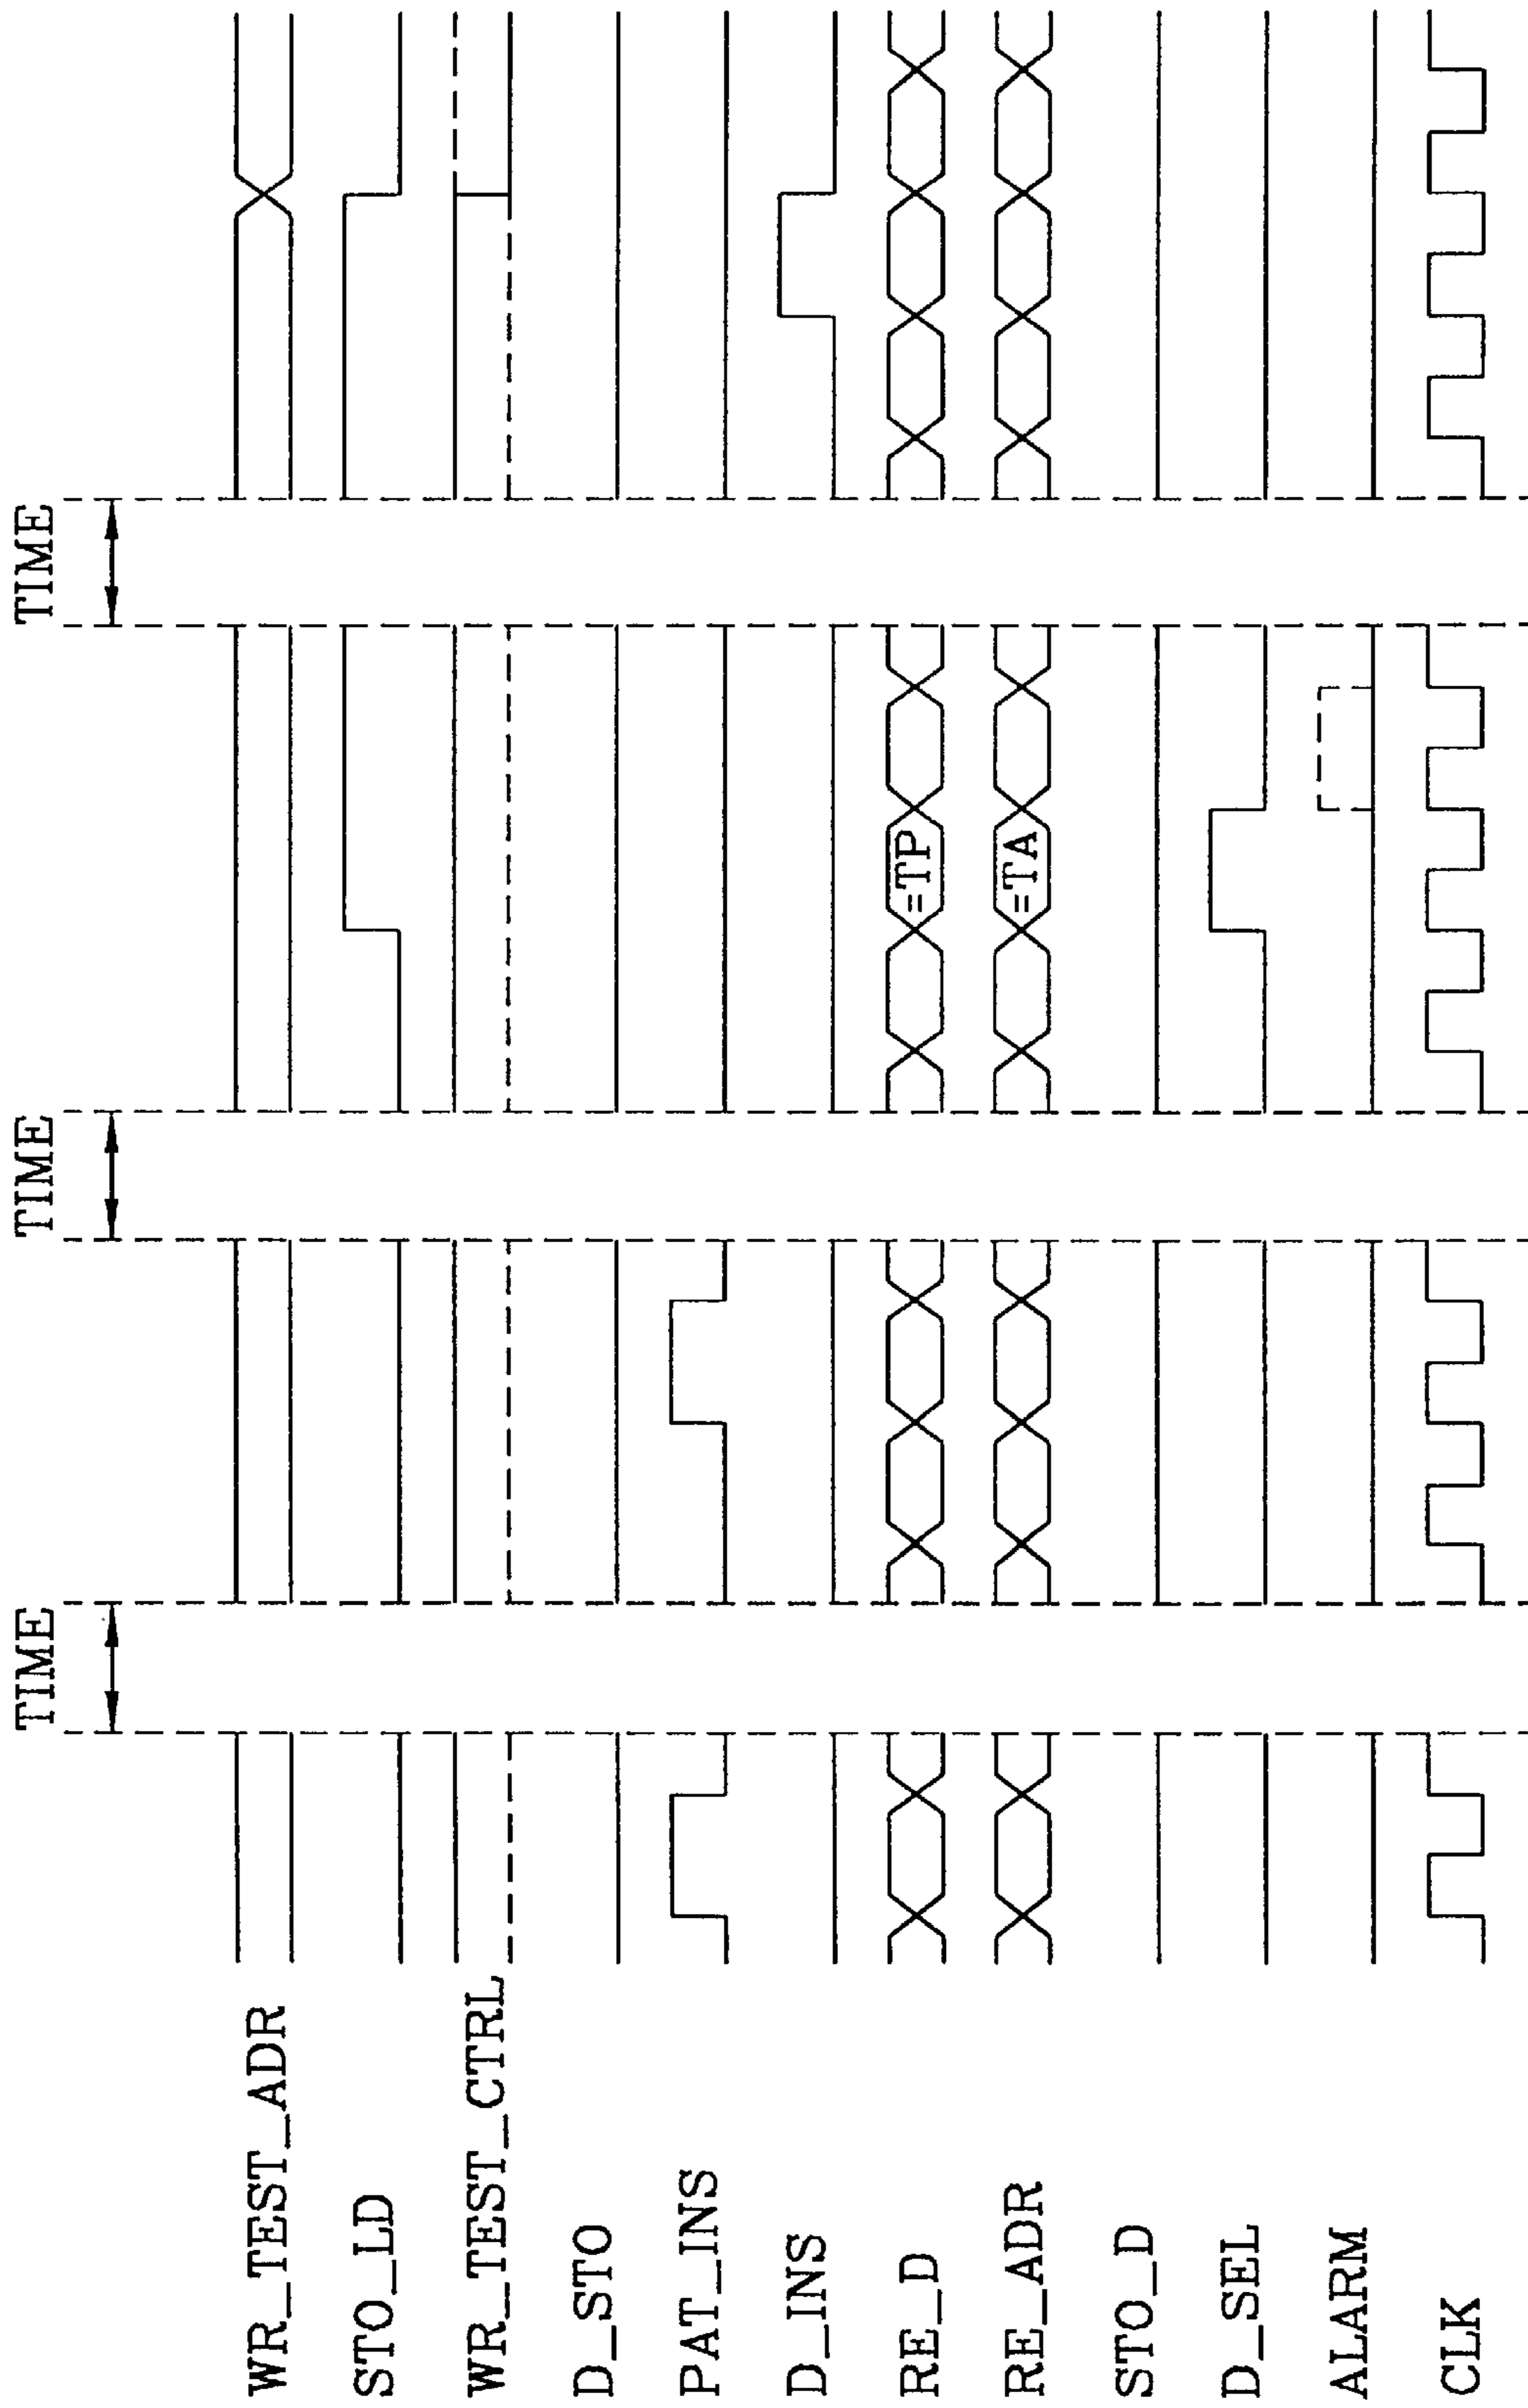 TIME
TIME
TIME
WR_TEST_ADR
STO_LD
WR_TEST_CTRL
D_STO
PAT_INS
D_INS
RE_D
=TP
RE_ADR
=TA
STO_D
D_SEL
ALARM
CLK